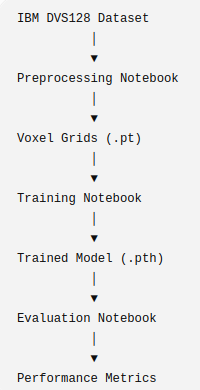 IBM DVS128 Dataset
│
▼
Preprocessing Notebook
│
▼
Voxel Grids (.pt)
│
▼
Training Notebook
│
▼
Trained Model (.pth)
│
▼
Evaluation Notebook
│
▼
Performance Metrics